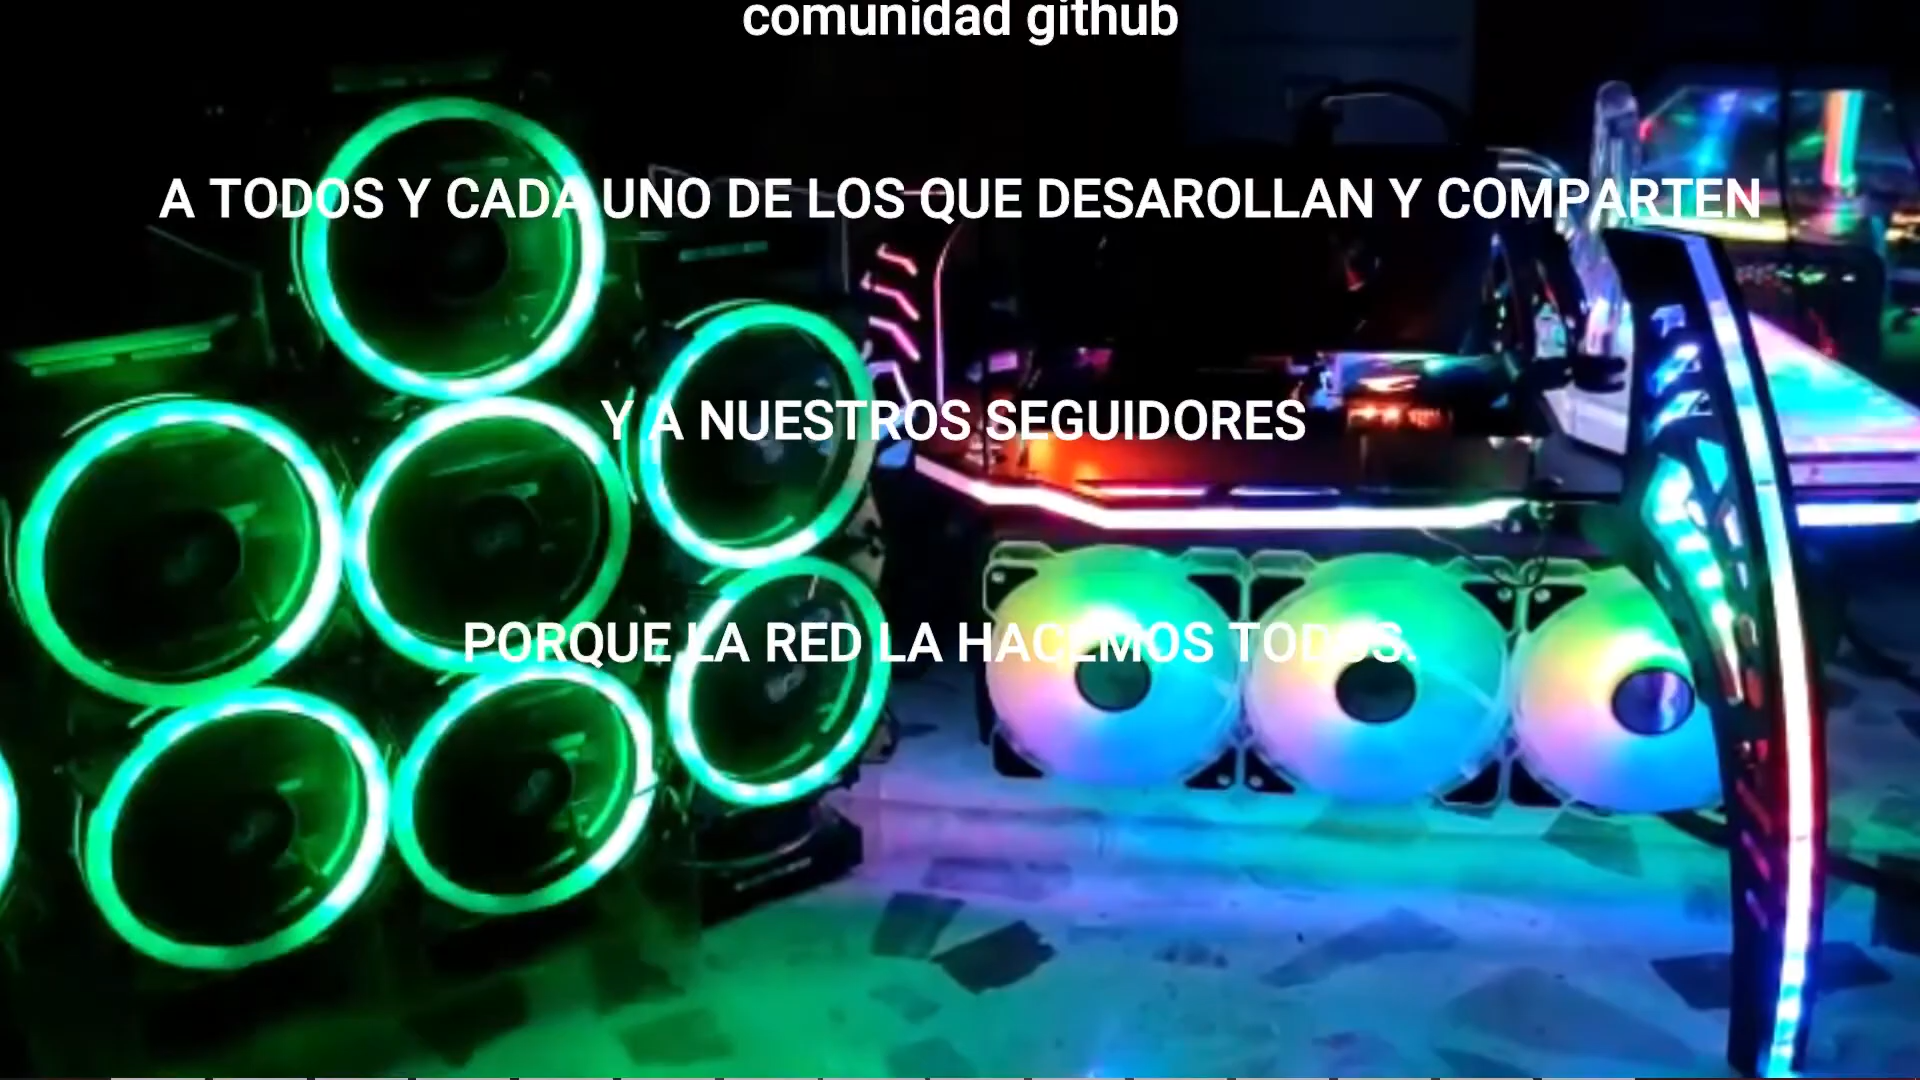 comunidad github
A TODOS Y CADA UNO DE LOS QUE DESAROLLAN Y COMPARTEN
Y A NUESTROS SEGUIDORES
PORQUE LA RED LA HACEMOS TODOS.